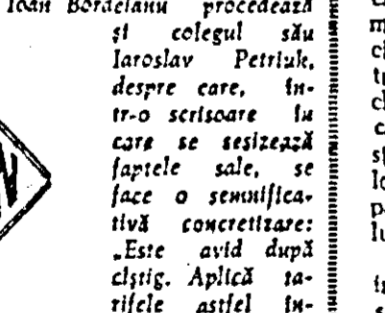 Ioan Bordeianu procedează
și colegul său
Iaroslav Petriuk,
despre care, în-
tr-o scrisoare în
care se sesizează
faptele sale, se
face o semnifica-
tivă concretizare:
„Este avid după
cîștig. Aplică ta-
rifele astfel în-